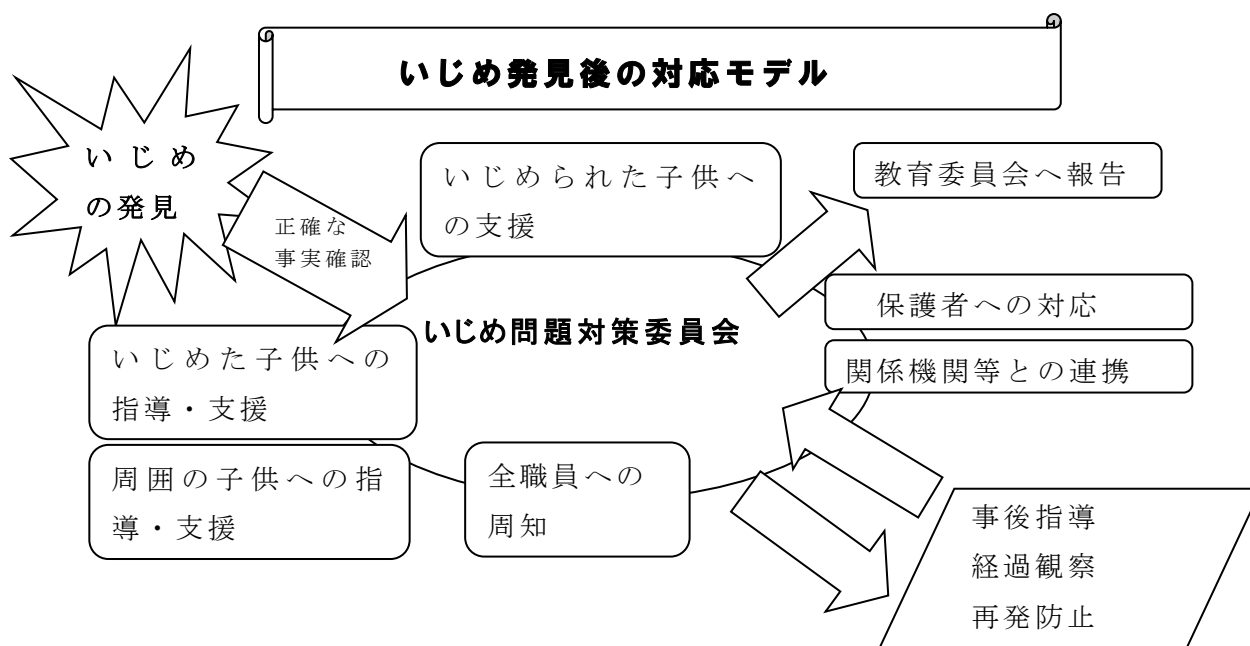 いじめ発見後の対応モデル
いじめ
の発見
正確な
事実確認
いじめられた子供へ
の支援
教育委員会へ報告
保護者への対応
関係機関等との連携
いじめ問題対策委員会
いじめた子供への
指導・支援
周囲の子供への指
導・支援
全職員への
周知
事後指導
経過観察
再発防止